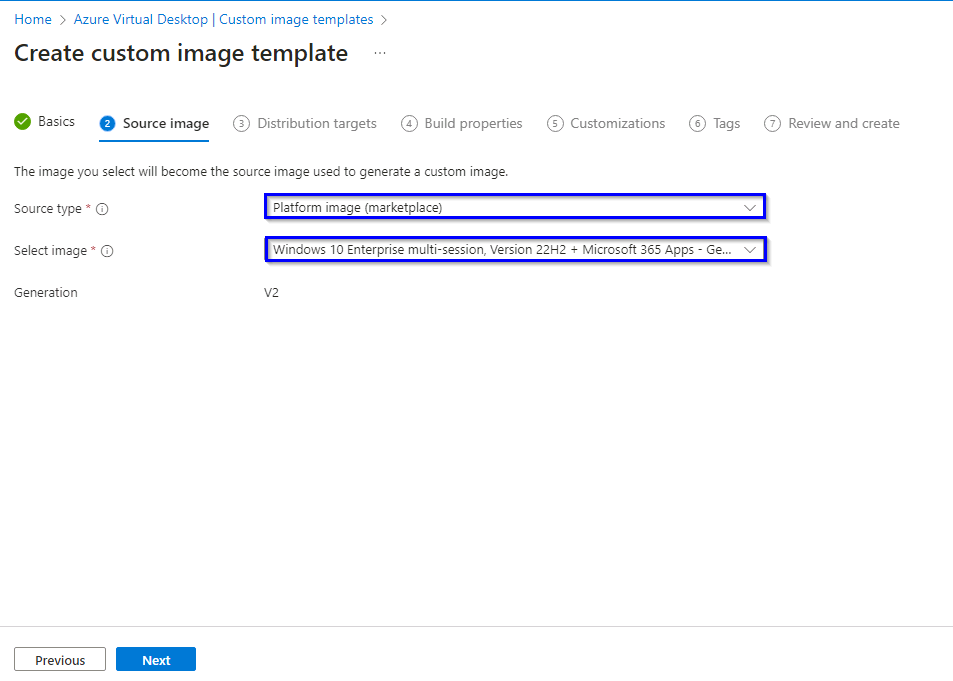 Home > Azure Virtual Desktop | Custom image templates >
Create custom image template ...
Basics 2 Source image 3 Distribution targets 4 Build properties 5 Customizations 6 Tags 7 Review and create
The image you select will become the source image used to generate a custom image.
Source type * Platform image (marketplace)
Select image * Windows 10 Enterprise multi-session, Version 22H2 + Microsoft 365 Apps - Ge...
Generation V2
Previous Next